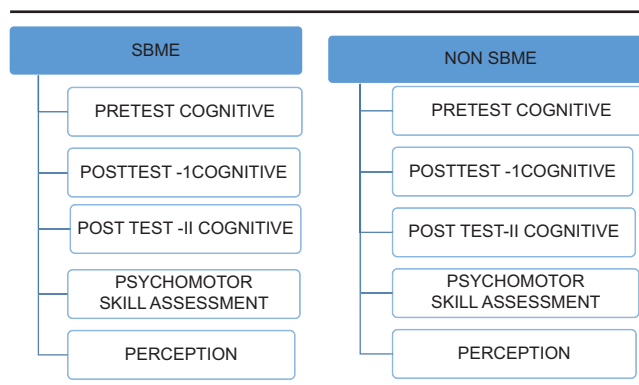 SBME
PRETEST COGNITIVE
POSTTEST -1COGNITIVE
POST TEST -II COGNITIVE
PSYCHOMOTOR
SKILL ASSESSMENT
PERCEPTION
NON SBME
PRETEST COGNITIVE
POSTTEST -1COGNITIVE
POST TEST-II COGNITIVE
PSYCHOMOTOR
SKILL ASSESSMENT
PERCEPTION